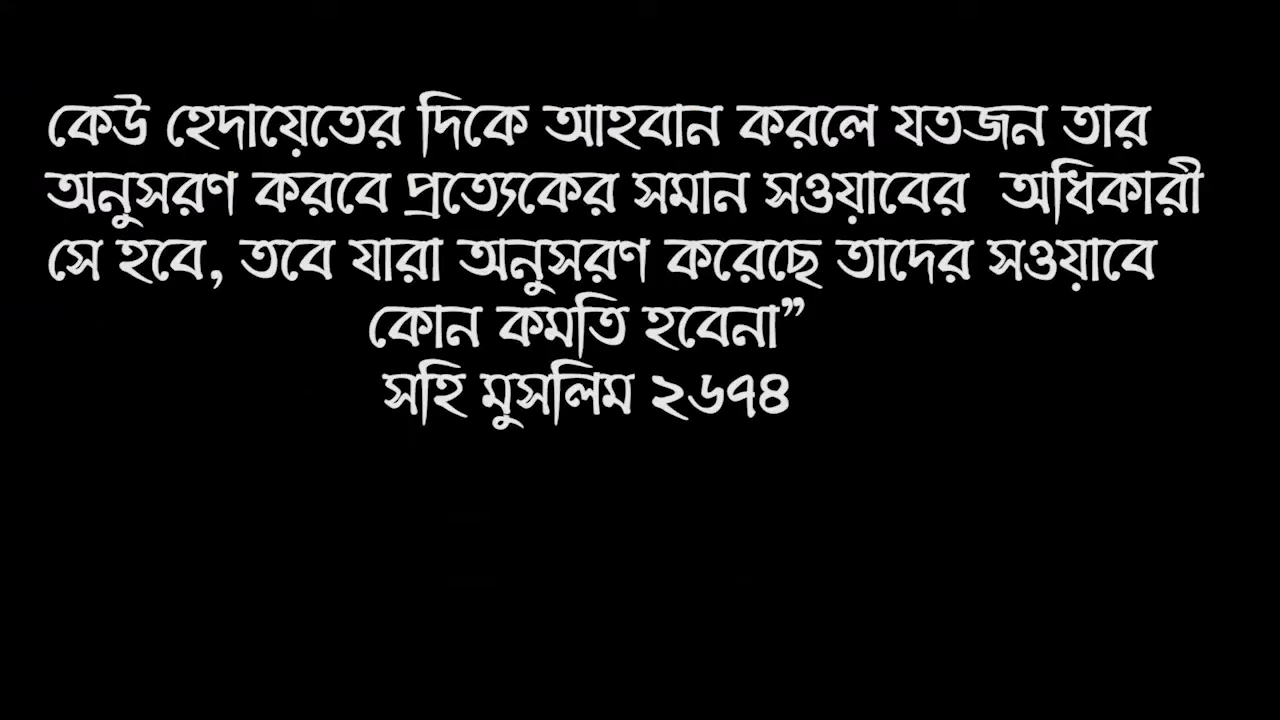 কেউ হেদায়েতের দিকে আহবান করলে যতজন তার
অনুসরণ করবে প্রত্যেকের সমান সওয়াবের অধিকারী
সে হবে, তবে যারা অনুসরণ করেছে তাদের সওয়াবে
কোন কমতি হবেনা”
সহি মুসলিম ২৬৭৪